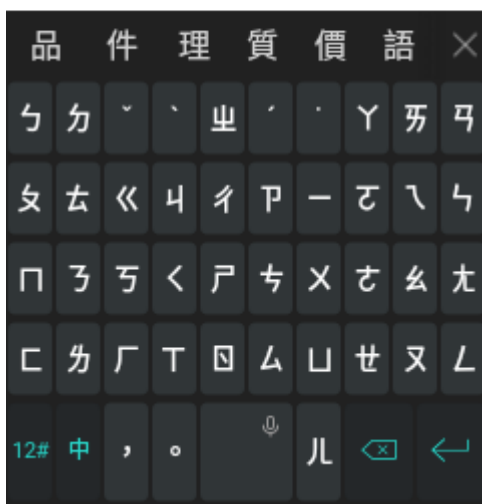 品 件 理 質 價 語
ㄅ ㄉ ˇ ˋ ㄓ ˊ ˙ ㄚ ㄞ ㄢ
ㄆ ㄊ ㄍ ㄐ ㄔ ㄗ ㄧ ㄛ ㄟ ㄣ
ㄇ ㄋ ㄎ ㄑ ㄕ ㄘ ㄨ ㄜ ㄠ ㄤ
ㄈ ㄌ ㄏ ㄒ ㄖ ㄙ ㄩ ㄝ ㄡ ㄥ
12# 中 , 。 ㄦ